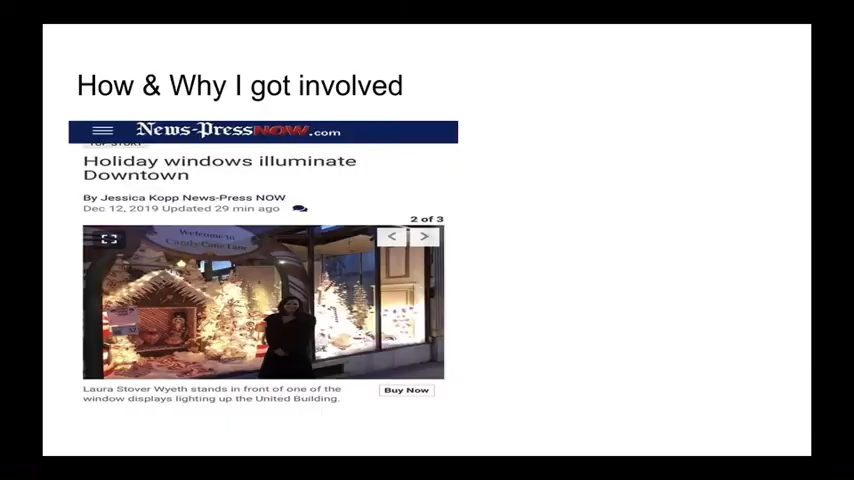 How & Why I got involved
News-PressNOW.com
TOP STORY
Holiday windows illuminate
Downtown
By Jessica Kopp News-Press NOW
Dec 12, 2019 Updated 29 min ago
2 of 3
Welcome to
Candy Cane Lane
< >
Laura Stover Wyeth stands in front of one of the
window displays lighting up the United Building.
Buy Now